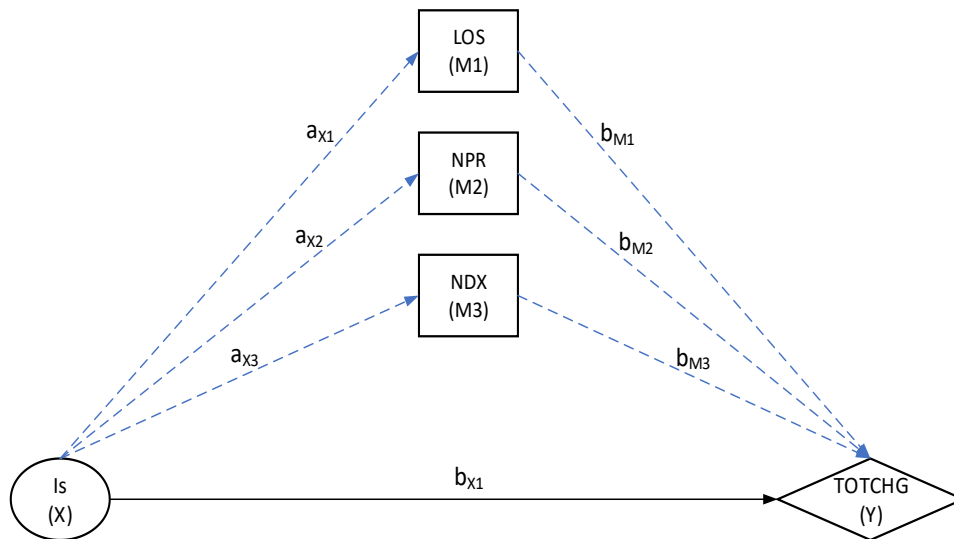 LOS
(M1)
aX1
bM1
NPR
(M2)
aX2
bM2
NDX
(M3)
aX3
bM3
Is
(X)
bX1
TOTCHG
(Y)